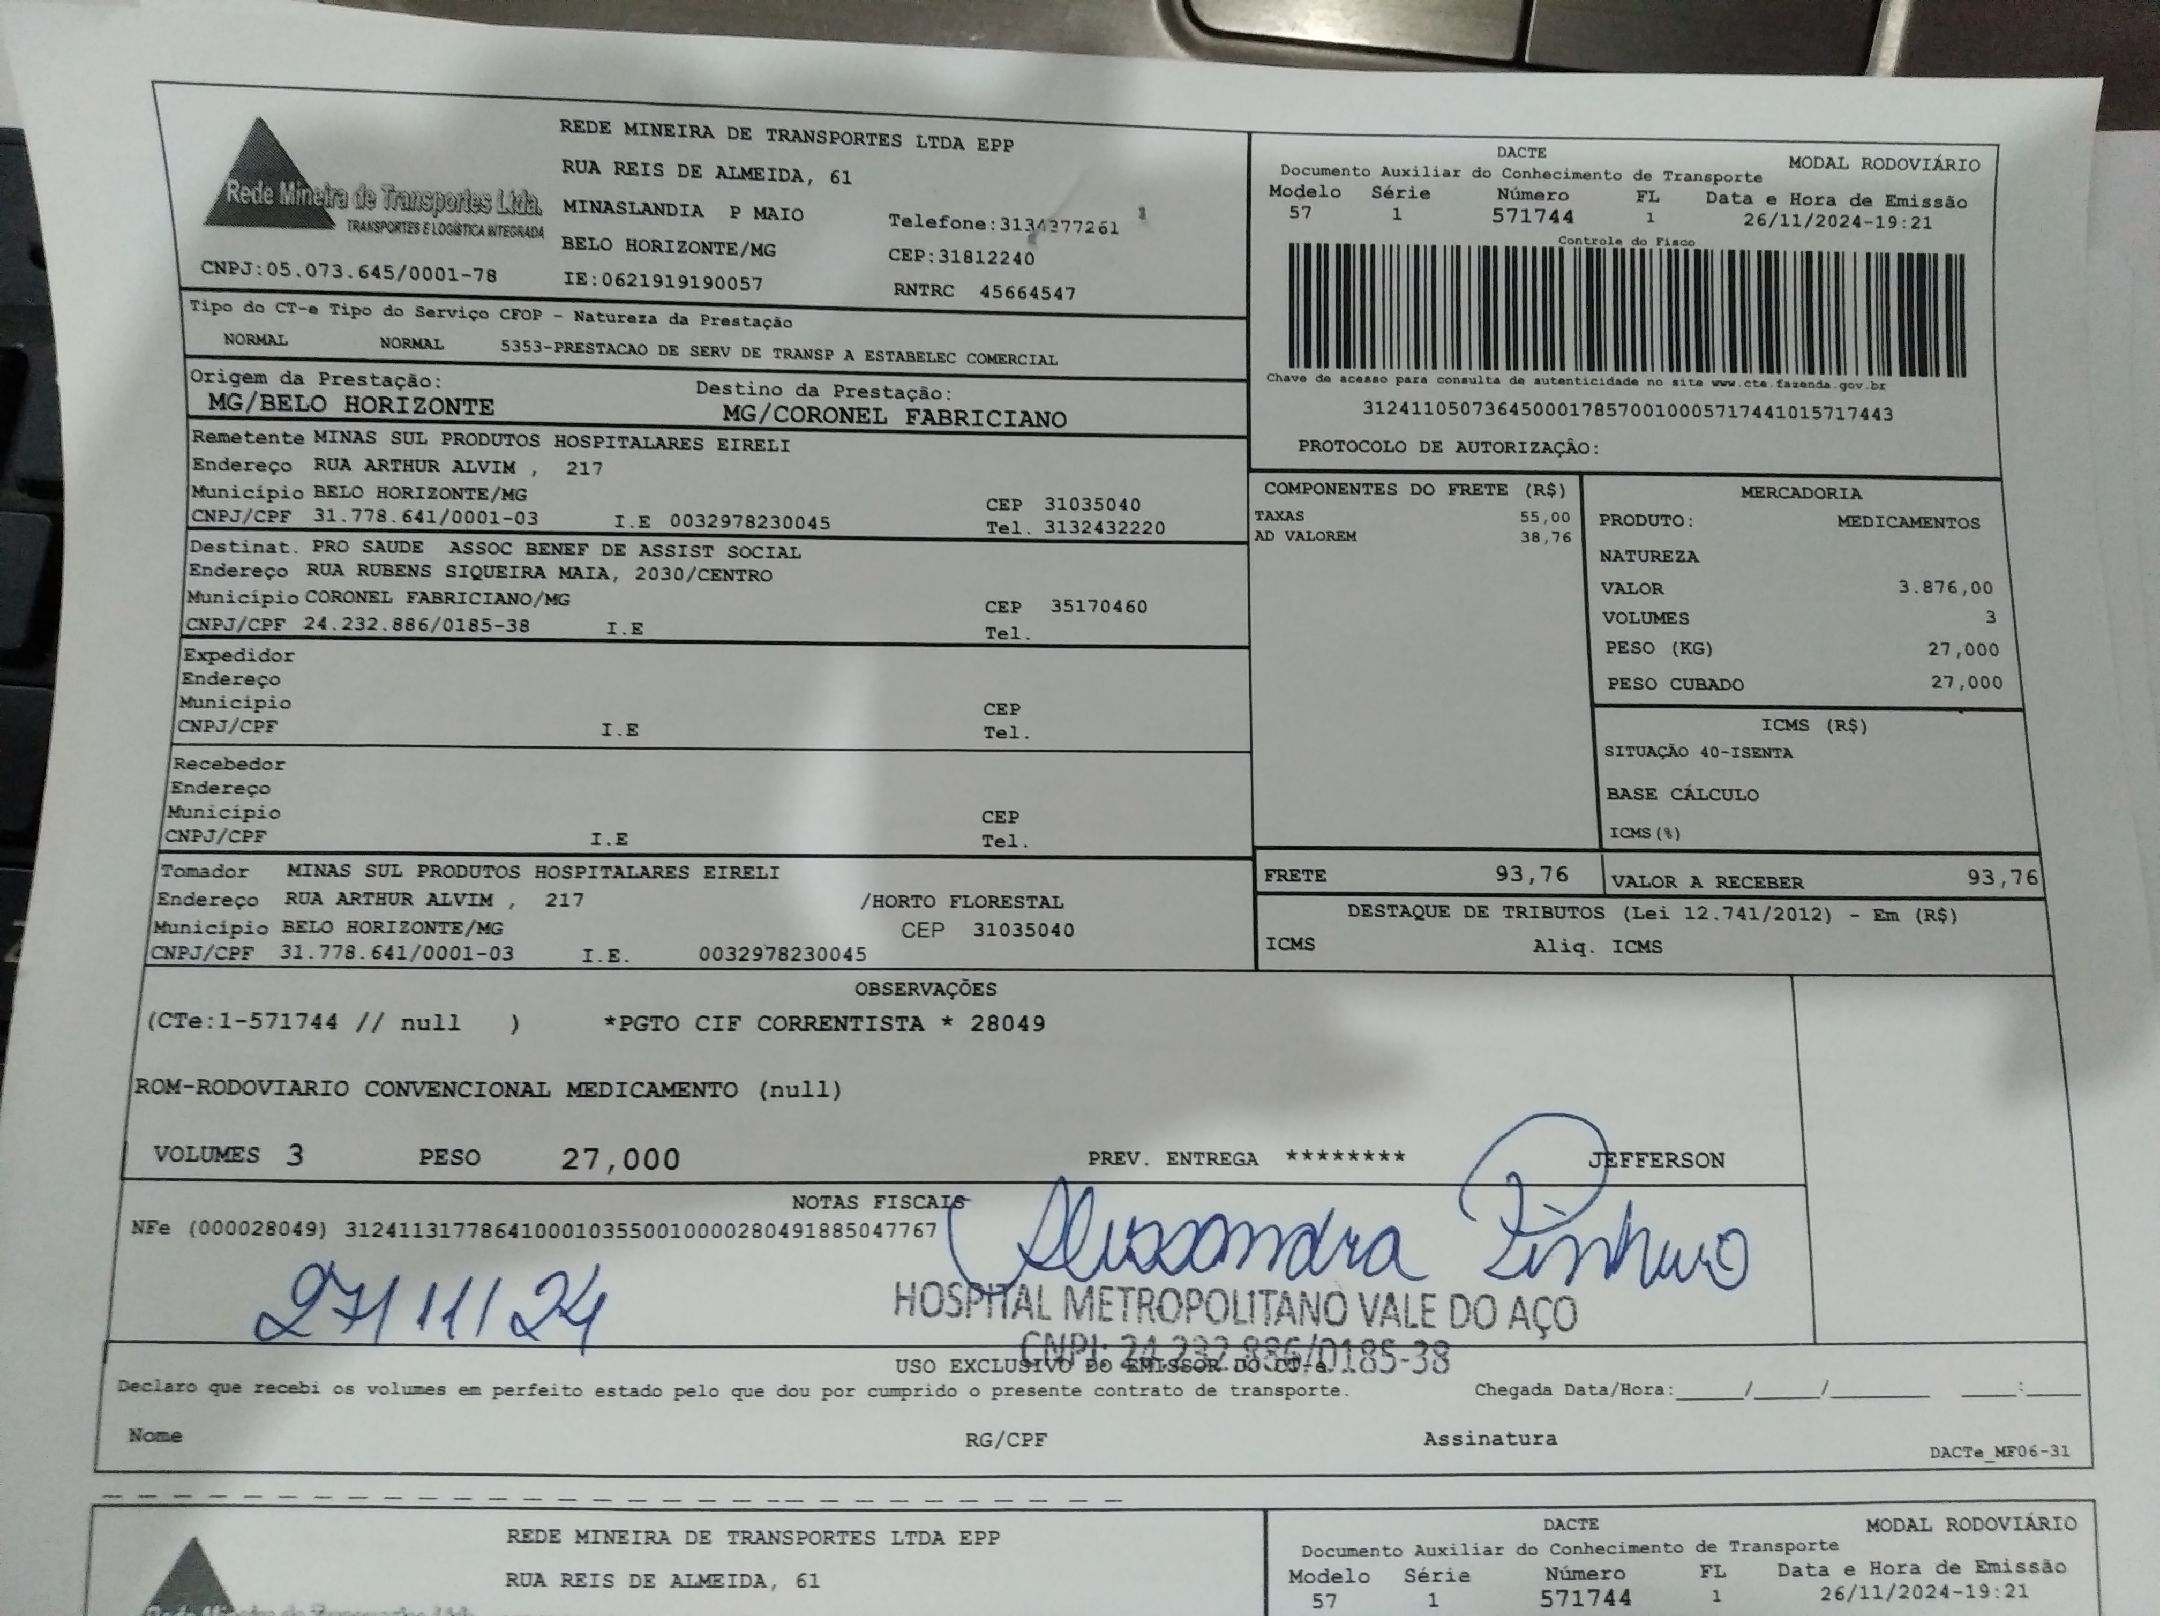 Rede Mineira de Transportes Ltda.
TRANSPORTES E LOGÍSTICA INTEGRADA
CNPJ:05.073.645/0001-78
REDE MINEIRA DE TRANSPORTES LTDA EPP
RUA REIS DE ALMEIDA, 61
MINASLANDIA P MAIO Telefone:3134377261
BELO HORIZONTE/MG CEP:31812240
IE:0621919190057 RNTRC 45664547
DACTE MODAL RODOVIÁRIO
Documento Auxiliar do Conhecimento de Transporte
Modelo Série Número FL Data e Hora de Emissão
57 1 571744 1 26/11/2024-19:21
Controle do Fisco
Chave de acesso para consulta de autenticidade no site www.cte.fazenda.gov.br
31241105073645000178570010005717441015717443
PROTOCOLO DE AUTORIZAÇÃO:
Tipo do CT-e Tipo do Serviço CFOP - Natureza da Prestação
NORMAL NORMAL 5353-PRESTACAO DE SERV DE TRANSP A ESTABELEC COMERCIAL
Origem da Prestação: Destino da Prestação:
MG/BELO HORIZONTE MG/CORONEL FABRICIANO
Remetente MINAS SUL PRODUTOS HOSPITALARES EIRELI
Endereço RUA ARTHUR ALVIM , 217
Município BELO HORIZONTE/MG CEP 31035040
CNPJ/CPF 31.778.641/0001-03 I.E 0032978230045 Tel. 3132432220
Destinat. PRO SAUDE ASSOC BENEF DE ASSIST SOCIAL
Endereço RUA RUBENS SIQUEIRA MAIA, 2030/CENTRO
Município CORONEL FABRICIANO/MG CEP 35170460
CNPJ/CPF 24.232.886/0185-38 I.E Tel.
Expedidor
Endereço
Município CEP
CNPJ/CPF I.E Tel.
Recebedor
Endereço
Município CEP
CNPJ/CPF I.E Tel.
Tomador MINAS SUL PRODUTOS HOSPITALARES EIRELI
Endereço RUA ARTHUR ALVIM , 217 /HORTO FLORESTAL
Município BELO HORIZONTE/MG CEP 31035040
CNPJ/CPF 31.778.641/0001-03 I.E. 0032978230045
COMPONENTES DO FRETE (R$)
TAXAS 55,00
AD VALOREM 38,76
MERCADORIA
PRODUTO: MEDICAMENTOS
NATUREZA
VALOR 3.876,00
VOLUMES 3
PESO (KG) 27,000
PESO CUBADO 27,000
ICMS (R$)
SITUAÇÃO 40-ISENTA
BASE CÁLCULO
ICMS(%)
FRETE 93,76 VALOR A RECEBER 93,76
DESTAQUE DE TRIBUTOS (Lei 12.741/2012) - Em (R$)
ICMS Aliq. ICMS
OBSERVAÇÕES
(CTe:1-571744 // null ) *PGTO CIF CORRENTISTA * 28049
ROM-RODOVIARIO CONVENCIONAL MEDICAMENTO (null)
VOLUMES 3 PESO 27,000 PREV. ENTREGA ******** JEFFERSON
NOTAS FISCAIS
NFe (000028049) 31241131778641000103550010000280491885047767
27/11/24 Alessandra Pinheiro
HOSPITAL METROPOLITANO VALE DO AÇO
CNPJ: 24.232.886/0185-38
USO EXCLUSIVO DO EMISSOR DO CT-e.
Declaro que recebi os volumes em perfeito estado pelo que dou por cumprido o presente contrato de transporte. Chegada Data/Hora:_____/_____/_______ ____:____
Nome RG/CPF Assinatura
DACTe_MF06-31
REDE MINEIRA DE TRANSPORTES LTDA EPP
RUA REIS DE ALMEIDA, 61
DACTE MODAL RODOVIÁRIO
Documento Auxiliar do Conhecimento de Transporte
Modelo Série Número FL Data e Hora de Emissão
57 1 571744 1 26/11/2024-19:21
Rede Mineira de Transportes Ltda.